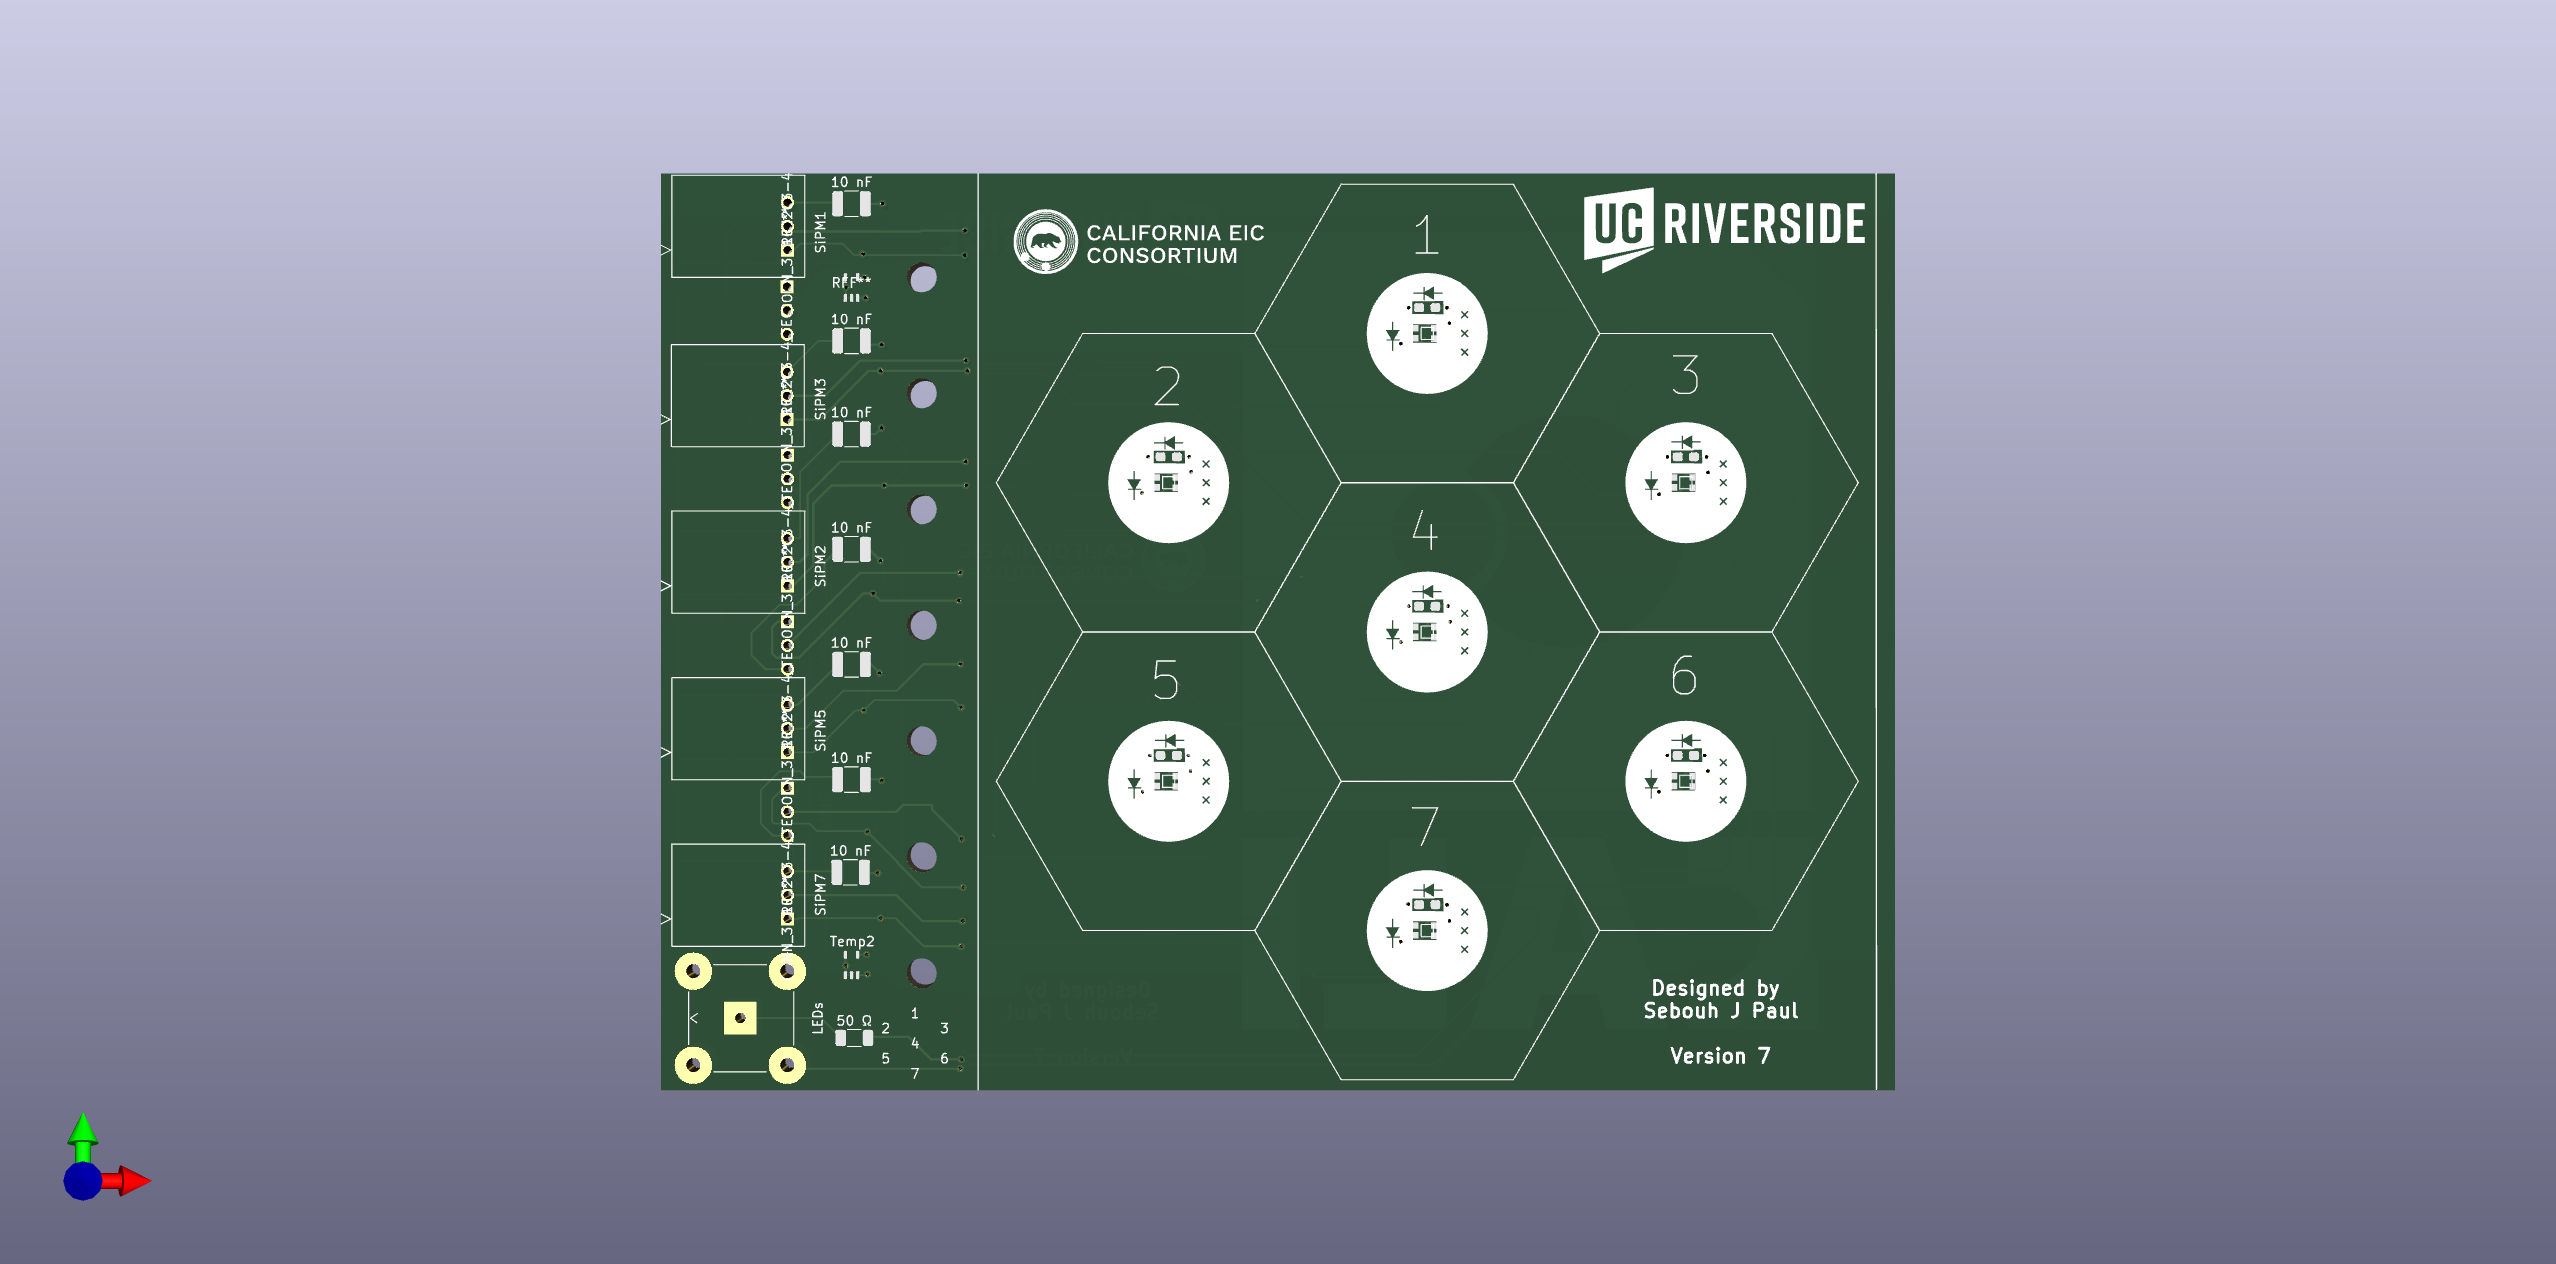 10 nF
SiPM1
REF**
10 nF
SiPM3
10 nF
10 nF
SiPM2
10 nF
SiPM5
10 nF
10 nF
SiPM7
Temp2
LEDs
50 Ω
1
2 3
4
5 6
7
CALIFORNIA EIC
CONSORTIUM
UC RIVERSIDE
1
2
3
4
5
6
7
Designed by
Sebouh J Paul
Version 7